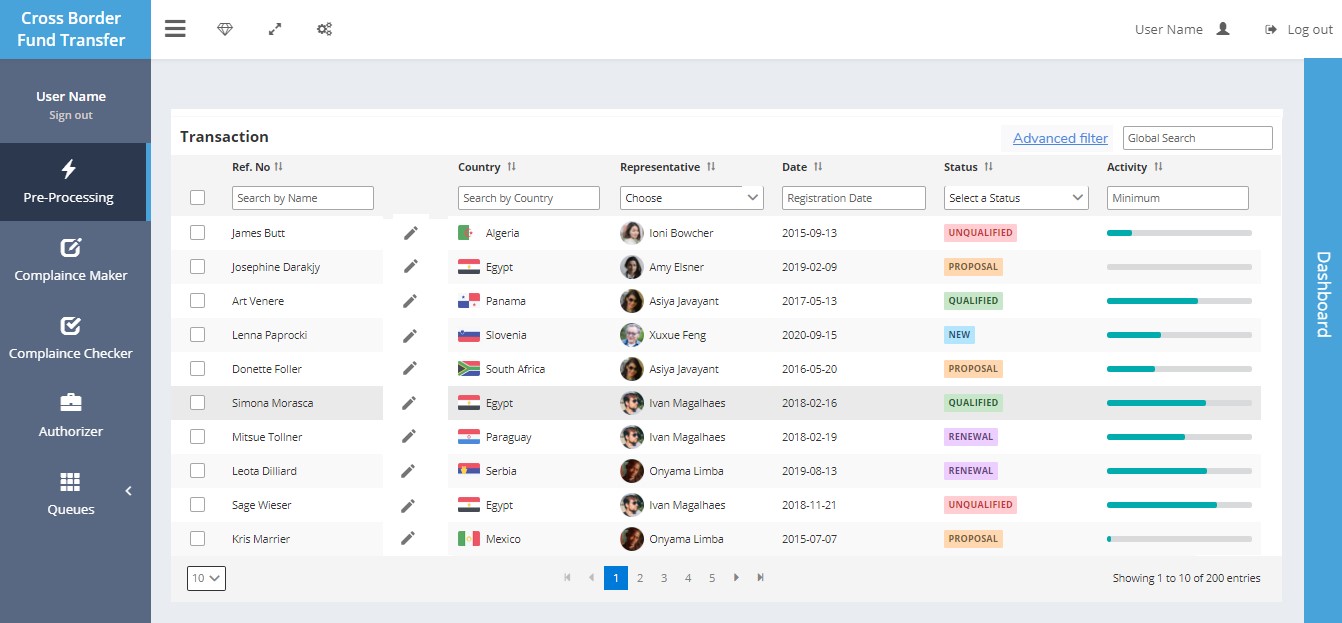 Cross Border
Fund Transfer
User Name
Log out
User Name
Sign out
Pre-Processing
Complaince Maker
Complaince Checker
Authorizer
Queues
Transaction
Advanced filter
Global Search
Ref. No Country Representative Date Status Activity
Search by Name Search by Country Choose Registration Date Select a Status Minimum
James Butt Algeria Ioni Bowcher 2015-09-13 UNQUALIFIED
Josephine Darakjy Egypt Amy Elsner 2019-02-09 PROPOSAL
Art Venere Panama Asiya Javayant 2017-05-13 QUALIFIED
Lenna Paprocki Slovenia Xuxue Feng 2020-09-15 NEW
Donette Foller South Africa Asiya Javayant 2016-05-20 PROPOSAL
Simona Morasca Egypt Ivan Magalhaes 2018-02-16 QUALIFIED
Mitsue Tollner Paraguay Ivan Magalhaes 2018-02-19 RENEWAL
Leota Dilliard Serbia Onyama Limba 2019-08-13 RENEWAL
Sage Wieser Egypt Ivan Magalhaes 2018-11-21 UNQUALIFIED
Kris Marrier Mexico Onyama Limba 2015-07-07 PROPOSAL
10 1 2 3 4 5 Showing 1 to 10 of 200 entries
Dashboard